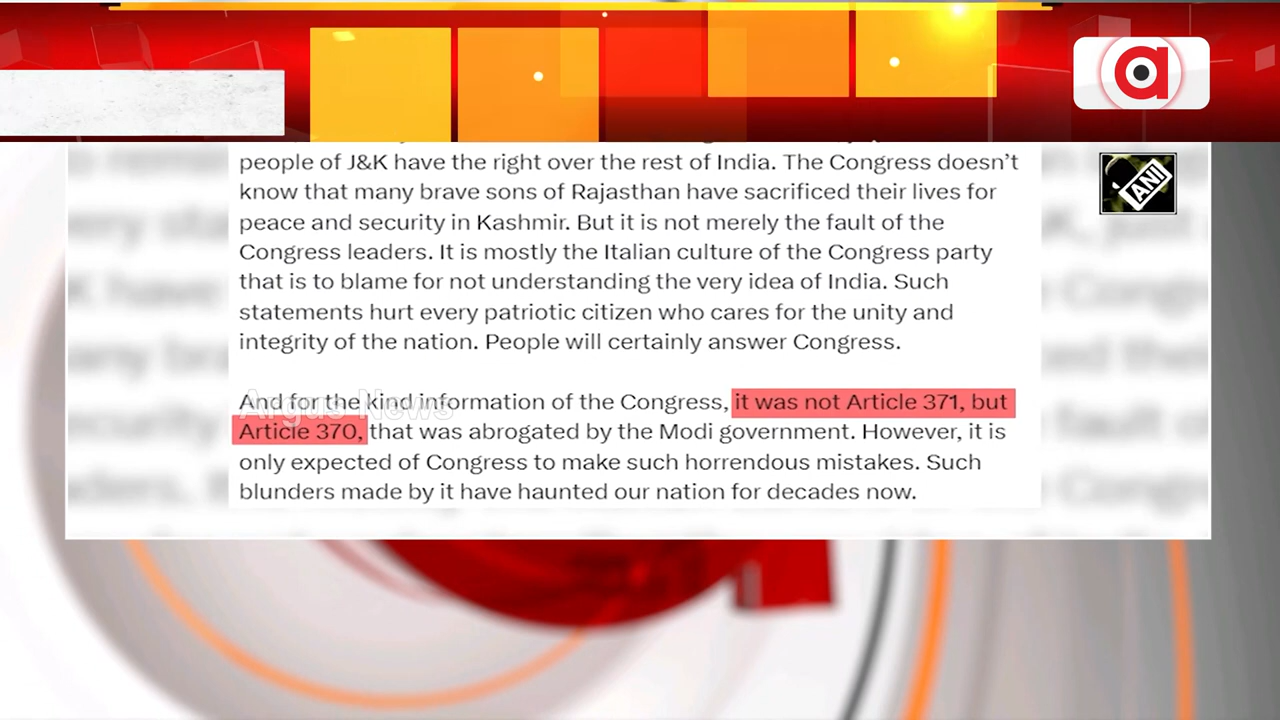 people of J&K have the right over the rest of India. The Congress doesn’t
know that many brave sons of Rajasthan have sacrificed their lives for
peace and security in Kashmir. But it is not merely the fault of the
Congress leaders. It is mostly the Italian culture of the Congress party
that is to blame for not understanding the very idea of India. Such
statements hurt every patriotic citizen who cares for the unity and
integrity of the nation. People will certainly answer Congress.
And for the kind information of the Congress, it was not Article 371, but
Article 370, that was abrogated by the Modi government. However, it is
only expected of Congress to make such horrendous mistakes. Such
blunders made by it have haunted our nation for decades now.
Argus News
a
ANI